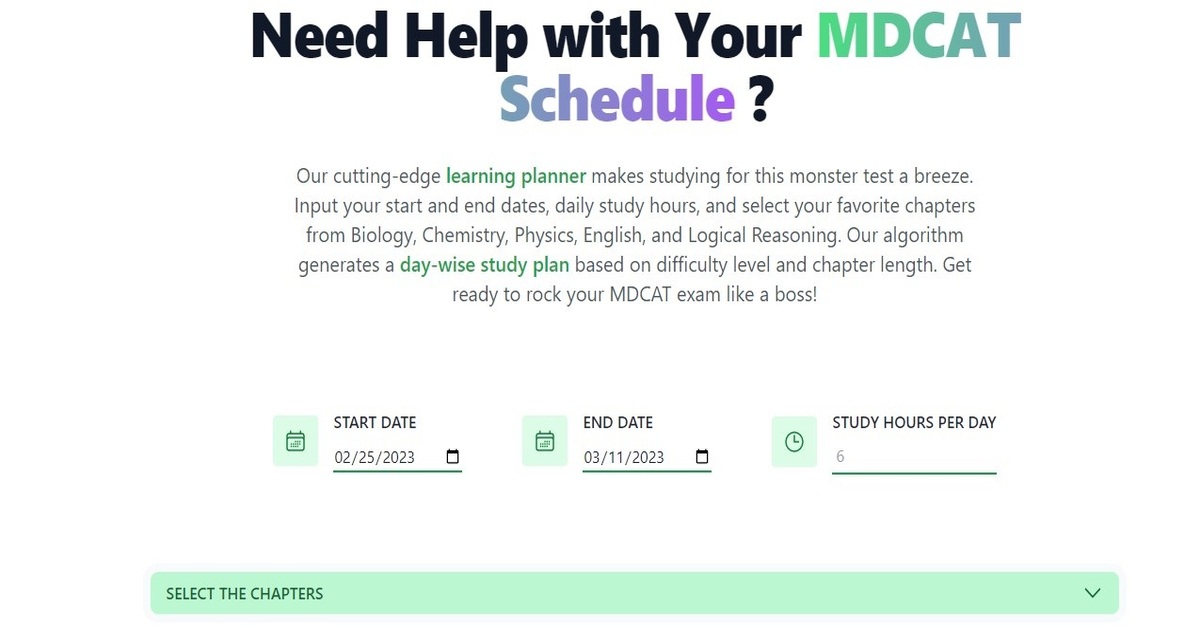 Need Help with Your MDCAT
Schedule ?
Our cutting-edge learning planner makes studying for this monster test a breeze.
Input your start and end dates, daily study hours, and select your favorite chapters
from Biology, Chemistry, Physics, English, and Logical Reasoning. Our algorithm
generates a day-wise study plan based on difficulty level and chapter length. Get
ready to rock your MDCAT exam like a boss!
START DATE
02/25/2023
END DATE
03/11/2023
STUDY HOURS PER DAY
6
SELECT THE CHAPTERS